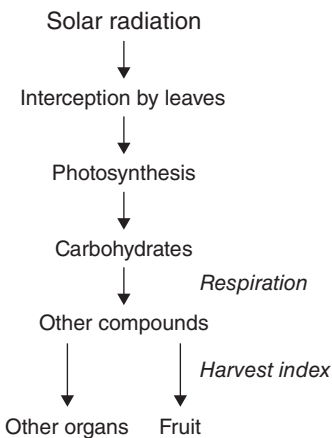 Solar radiation
Interception by leaves
Photosynthesis
Carbohydrates
Respiration
Other compounds
Harvest index
Other organs Fruit